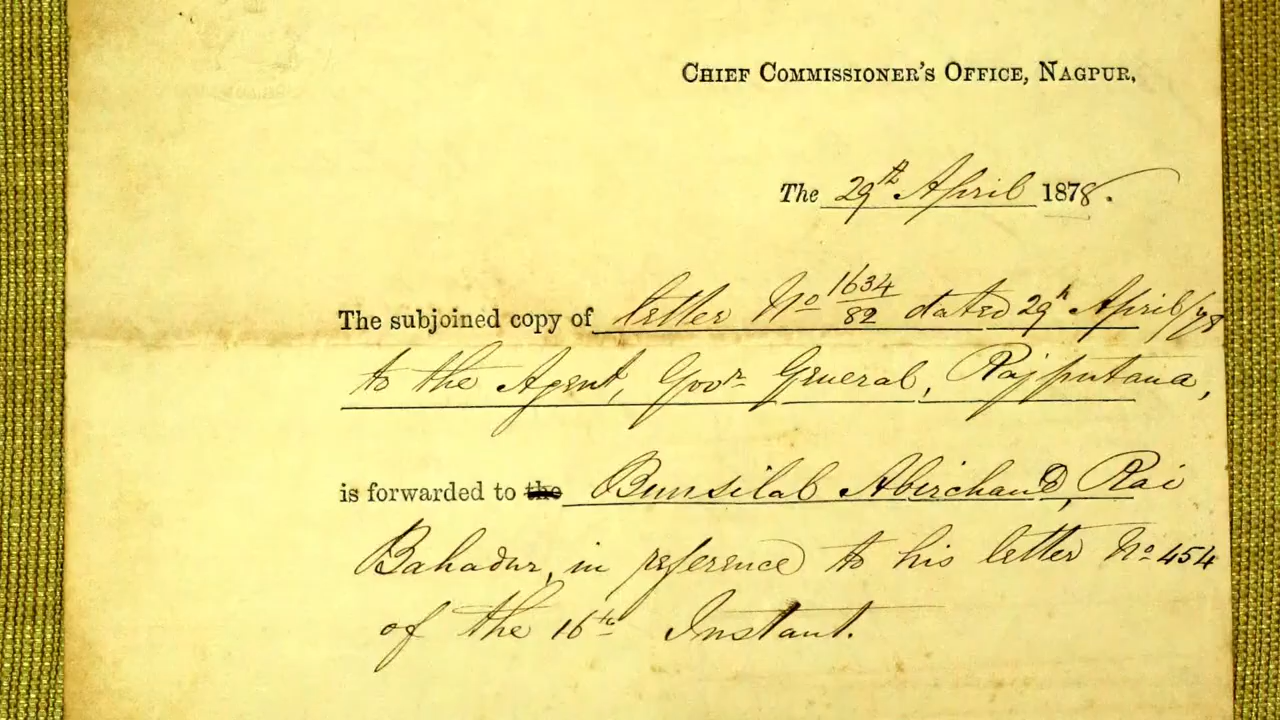 CHIEF COMMISSIONER'S OFFICE, NAGPUR,
The 29th April 1878.
The subjoined copy of letter No 1634/82 dated 29th April/78
to the Agent, Govr General, Rajputana,
is forwarded to the Bunsilal Abirchand, Rai
Bahadur, in reference to his letter No 454
of the 16th Instant.